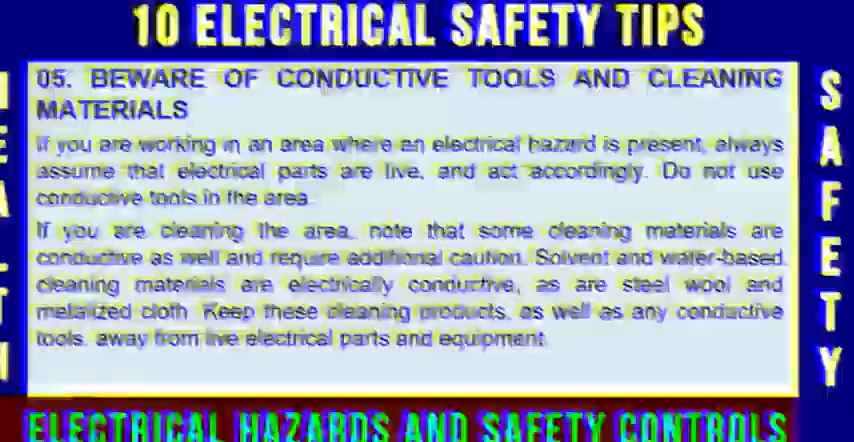 10 ELECTRICAL SAFETY TIPS
05. BEWARE OF CONDUCTIVE TOOLS AND CLEANING
MATERIALS
If you are working in an area where an electrical hazard is present, always
assume that electrical parts are live, and act accordingly. Do not use
conductive tools in the area.
If you are cleaning the area, note that some cleaning materials are
conductive as well and require additional caution. Solvent and water-based
cleaning materials are electrically conductive, as are steel wool and
metalized cloth. Keep these cleaning products, as well as any conductive
tools, away from live electrical parts and equipment.
SAFETY
ELECTRICAL HAZARDS AND SAFETY CONTROLS